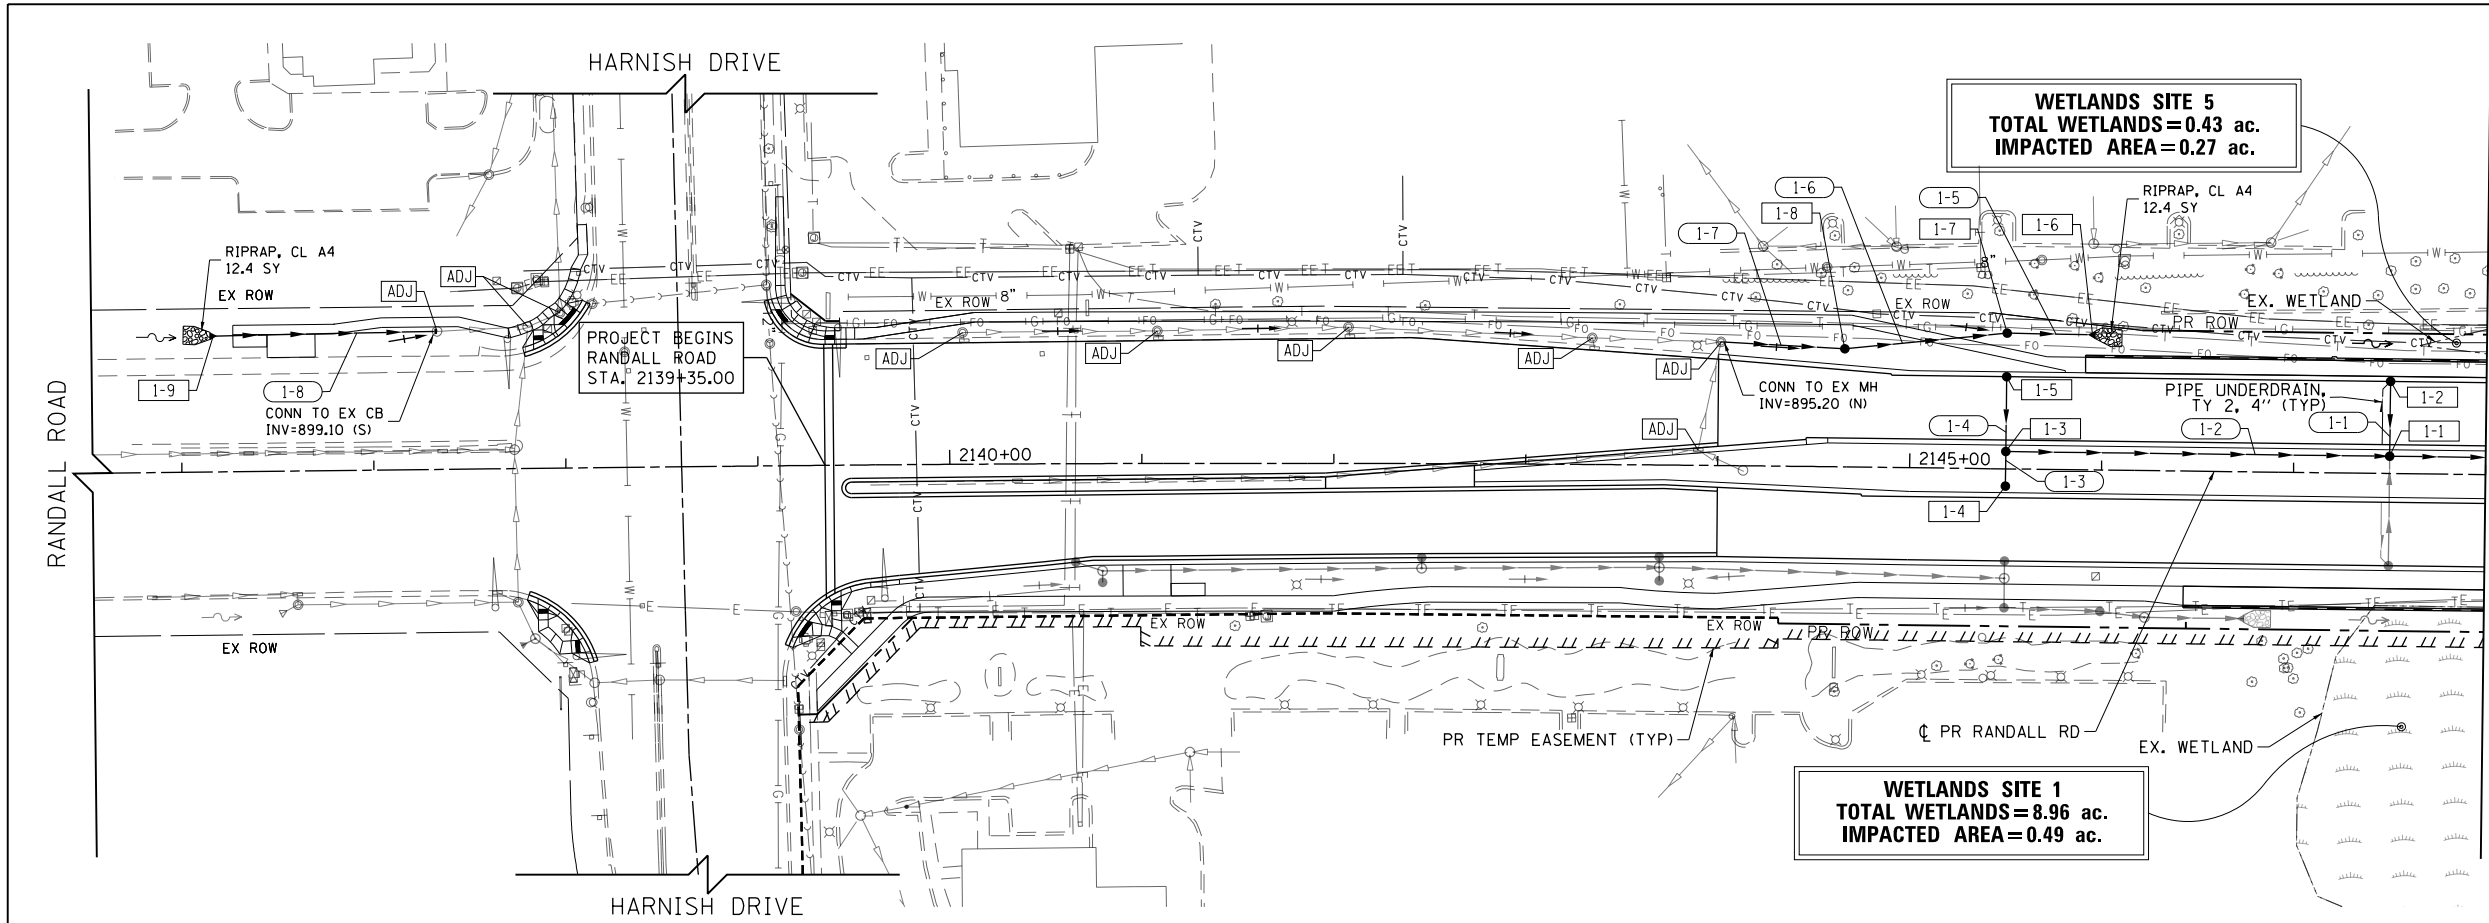 HARNISH DRIVE
WETLANDS SITE 5
TOTAL WETLANDS=0.43 ac.
IMPACTED AREA=0.27 ac.
RIPRAP, CL A4
12.4 SY
EX ROW
ADJ
ADJ
1-9
1-8
CONN TO EX CB
INV=899.10 (S)
RANDALL ROAD
PROJECT BEGINS
RANDALL ROAD
STA. 2139+35.00
EX ROW 8"
ADJ
ADJ
ADJ
ADJ
ADJ
CONN TO EX MH
INV=895.20 (N)
ADJ
1-7
1-8
1-6
1-5
1-7
1-6
RIPRAP, CL A4
12.4 SY
8"
EX ROW
EX. WETLAND
PR ROW
1-5
PIPE UNDERDRAIN,
TY 2, 4" (TYP)
1-2
1-4
1-3
1-2
1-1
1-1
2140+00
2145+00
1-3
1-4
CTV
CTV
CTV
CTV
12"
EX ROW
EX ROW
EX ROW
PR ROW
PR TEMP EASEMENT (TYP)
℄ PR RANDALL RD
EX. WETLAND
WETLANDS SITE 1
TOTAL WETLANDS=8.96 ac.
IMPACTED AREA=0.49 ac.
HARNISH DRIVE